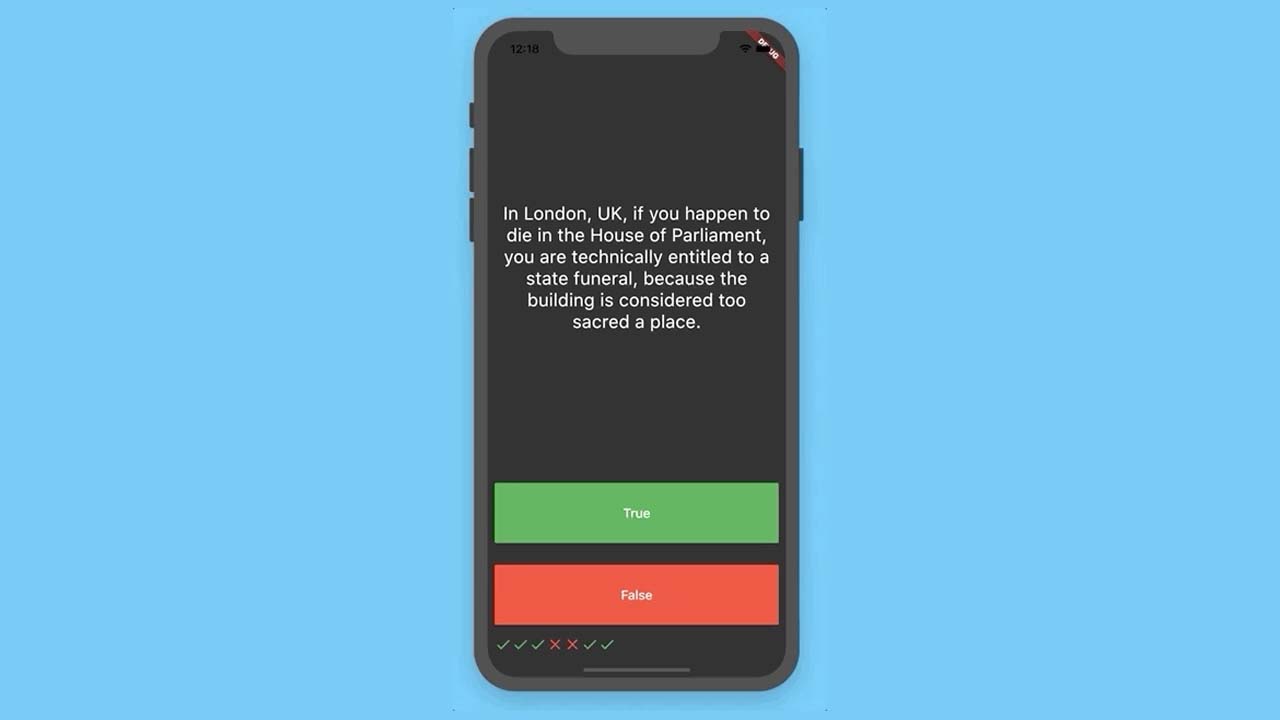 12:18
DEBUG
In London, UK, if you happen to
die in the House of Parliament,
you are technically entitled to a
state funeral, because the
building is considered too
sacred a place.
True
False